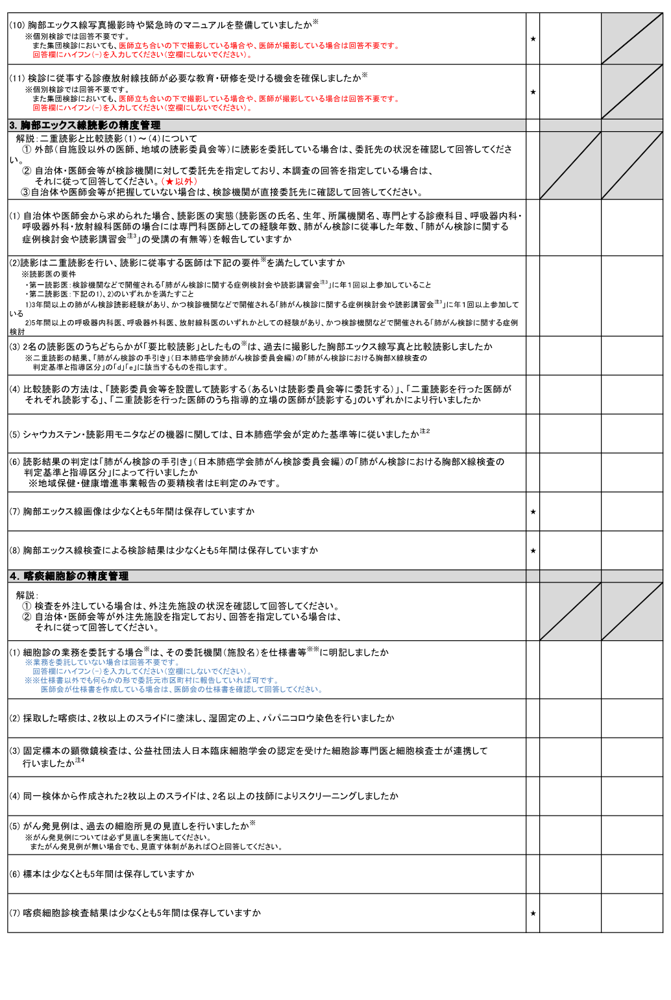 (10) 胸部エックス線写真撮影時や緊急時のマニュアルを整備していましたか※
※個別検診では回答不要です。
また集団検診においても、医師立ち合いの下で撮影している場合や、医師が撮影している場合は回答不要です。
回答欄にハイフン(-)を入力してください(空欄にしないでください)。
★
(11) 検診に従事する診療放射線技師が必要な教育・研修を受ける機会を確保しましたか※
※個別検診では回答不要です。
また集団検診においても、医師立ち合いの下で撮影している場合や、医師が撮影している場合は回答不要です。
回答欄にハイフン(-)を入力してください(空欄にしないでください)。
★
3. 胸部エックス線読影の精度管理
解説：二重読影と比較読影(1)～(4)について
① 外部(自施設以外の医師、地域の読影委員会等)に読影を委託している場合は、委託先の状況を確認して回答してくださ
い。
② 自治体・医師会等が検診機関に対して委託先を指定しており、本調査の回答を指定している場合は、
それに従って回答してください。(★以外)
③自治体や医師会等が把握していない場合は、検診機関が直接委託先に確認して回答してください。
(1) 自治体や医師会から求められた場合、読影医の実態(読影医の氏名、生年、所属機関名、専門とする診療科目、呼吸器内科・
呼吸器外科・放射線科医師の場合には専門科医師としての経験年数、肺がん検診に従事した年数、「肺がん検診に関する
症例検討会や読影講習会注3」の受講の有無等)を報告していますか
(2)読影は二重読影を行い、読影に従事する医師は下記の要件※を満たしていますか
※読影医の要件
・第一読影医：検診機関などで開催される「肺がん検診に関する症例検討会や読影講習会注3」に年1回以上参加していること
・第二読影医：下記の1)、2)のいずれかを満たすこと
1)3年間以上の肺がん検診読影経験があり、かつ検診機関などで開催される「肺がん検診に関する症例検討会や読影講習会注3」に年1回以上参加して
いる
2)5年間以上の呼吸器内科医、呼吸器外科医、放射線科医のいずれかとしての経験があり、かつ検診機関などで開催される「肺がん検診に関する症例
検討
(3) 2名の読影医のうちどちらかが「要比較読影」としたもの※は、過去に撮影した胸部エックス線写真と比較読影しましたか
※二重読影の結果、「肺がん検診の手引き」(日本肺癌学会肺がん検診委員会編)の「肺がん検診における胸部X線検査の
判定基準と指導区分」の「d」「e」に該当するものを指します。
(4) 比較読影の方法は、「読影委員会等を設置して読影する(あるいは読影委員会等に委託する)」、「二重読影を行った医師が
それぞれ読影する」、「二重読影を行った医師のうち指導的立場の医師が読影する」のいずれかにより行いましたか
(5) シャウカステン・読影用モニタなどの機器に関しては、日本肺癌学会が定めた基準等に従いましたか注2
(6) 読影結果の判定は「肺がん検診の手引き」(日本肺癌学会肺がん検診委員会編)の「肺がん検診における胸部X線検査の
判定基準と指導区分」によって行いましたか
※地域保健・健康増進事業報告の要精検者はE判定のみです。
(7) 胸部エックス線画像は少なくとも5年間は保存していますか
★
(8) 胸部エックス線検査による検診結果は少なくとも5年間は保存していますか
★
4. 喀痰細胞診の精度管理
解説：
① 検査を外注している場合は、外注先施設の状況を確認して回答してください。
② 自治体・医師会等が外注先施設を指定しており、回答を指定している場合は、
それに従って回答してください。
(1) 細胞診の業務を委託する場合※は、その委託機関(施設名)を仕様書等※※に明記しましたか
※業務を委託していない場合は回答不要です。
回答欄にハイフン(-)を入力してください(空欄にしないでください)。
※※仕様書以外でも何らかの形で委託元市区町村に報告していれば可です。
医師会が仕様書を作成している場合は、医師会の仕様書を確認して回答してください。
(2) 採取した喀痰は、2枚以上のスライドに塗沫し、湿固定の上、パパニコロウ染色を行いましたか
(3) 固定標本の顕微鏡検査は、公益社団法人日本臨床細胞学会の認定を受けた細胞診専門医と細胞検査士が連携して
行いましたか注4
(4) 同一検体から作成された2枚以上のスライドは、2名以上の技師によりスクリーニングしましたか
(5) がん発見例は、過去の細胞所見の見直しを行いましたか※
※がん発見例については必ず見直しを実施してください。
またがん発見例が無い場合でも、見直す体制があれば○と回答してください。
(6) 標本は少なくとも5年間は保存していますか
(7) 喀痰細胞診検査結果は少なくとも5年間は保存していますか
★